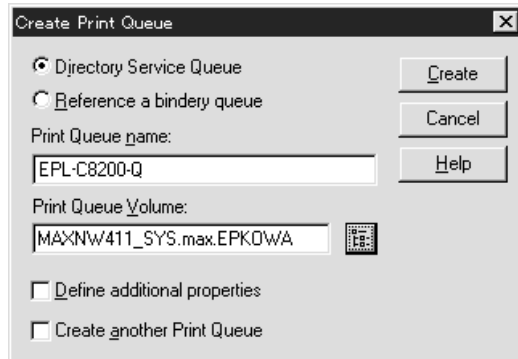 Create Print Queue
Directory Service Queue
Reference a bindery queue
Print Queue name:
EPL-C8200-Q
Print Queue Volume:
MAXNW411_SYS.max.EPKOWA
Define additional properties
Create another Print Queue
Create
Cancel
Help